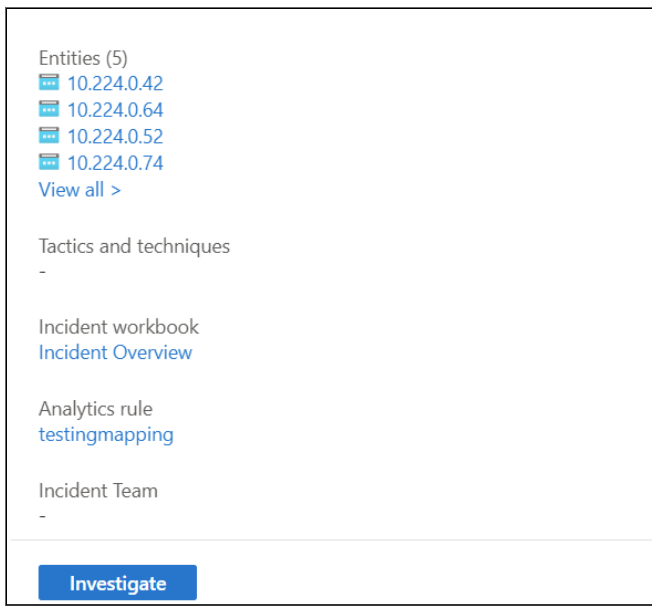 Entities (5)
10.224.0.42
10.224.0.64
10.224.0.52
10.224.0.74
View all >
Tactics and techniques
-
Incident workbook
Incident Overview
Analytics rule
testingmapping
Incident Team
-
Investigate